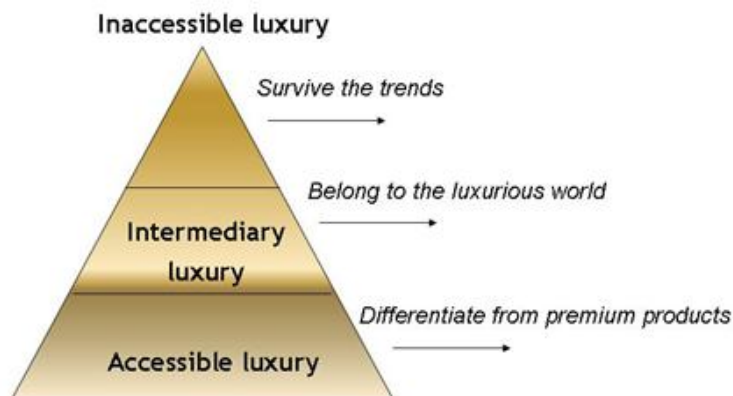 Inaccessible luxury
Survive the trends
Belong to the luxurious world
Intermediary
luxury
Differentiate from premium products
Accessible luxury